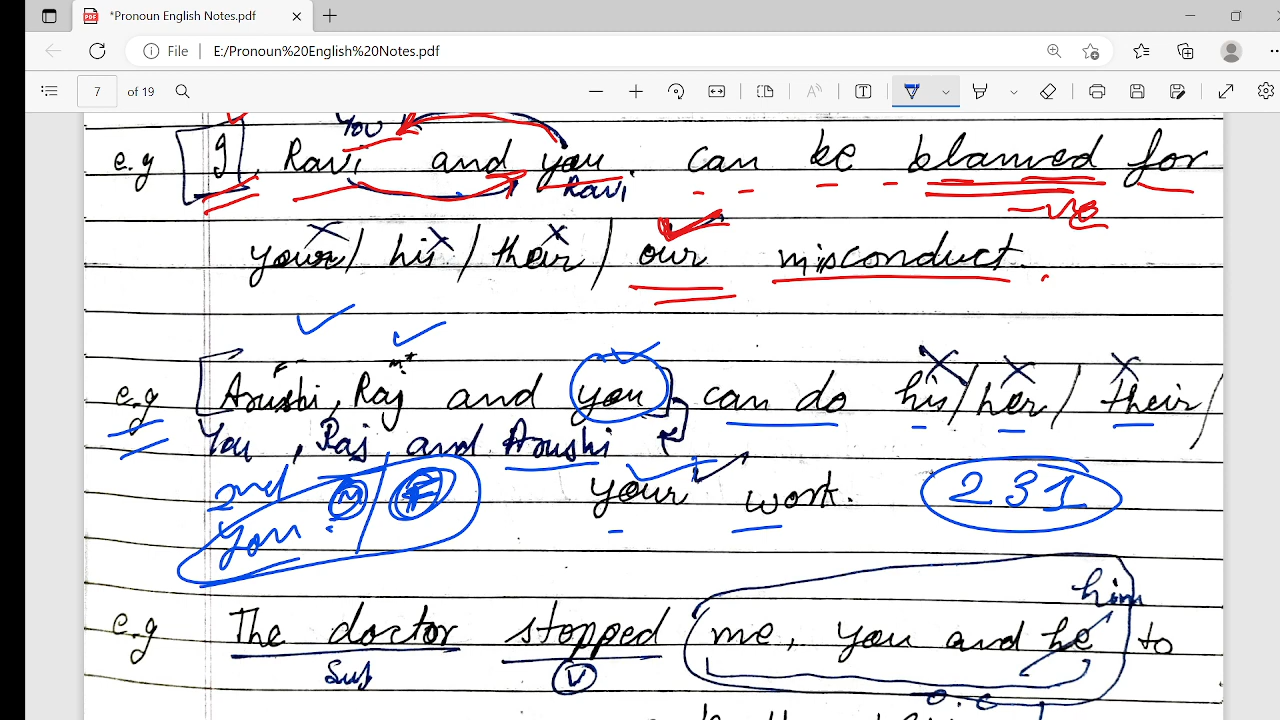 *Pronoun English Notes.pdf
File E:/Pronoun%20English%20Notes.pdf
7 of 19
You
e.g I, Ravi and you can be blamed for
Ravi -ve
your/ his / their / our misconduct.
F M
e.g Arushi, Raj and you can do his/her/ their/
You, Raj and Arushi
2nd M / F your work. 231
you
him
e.g The doctor stopped (me, you and he to
Sub V o.c